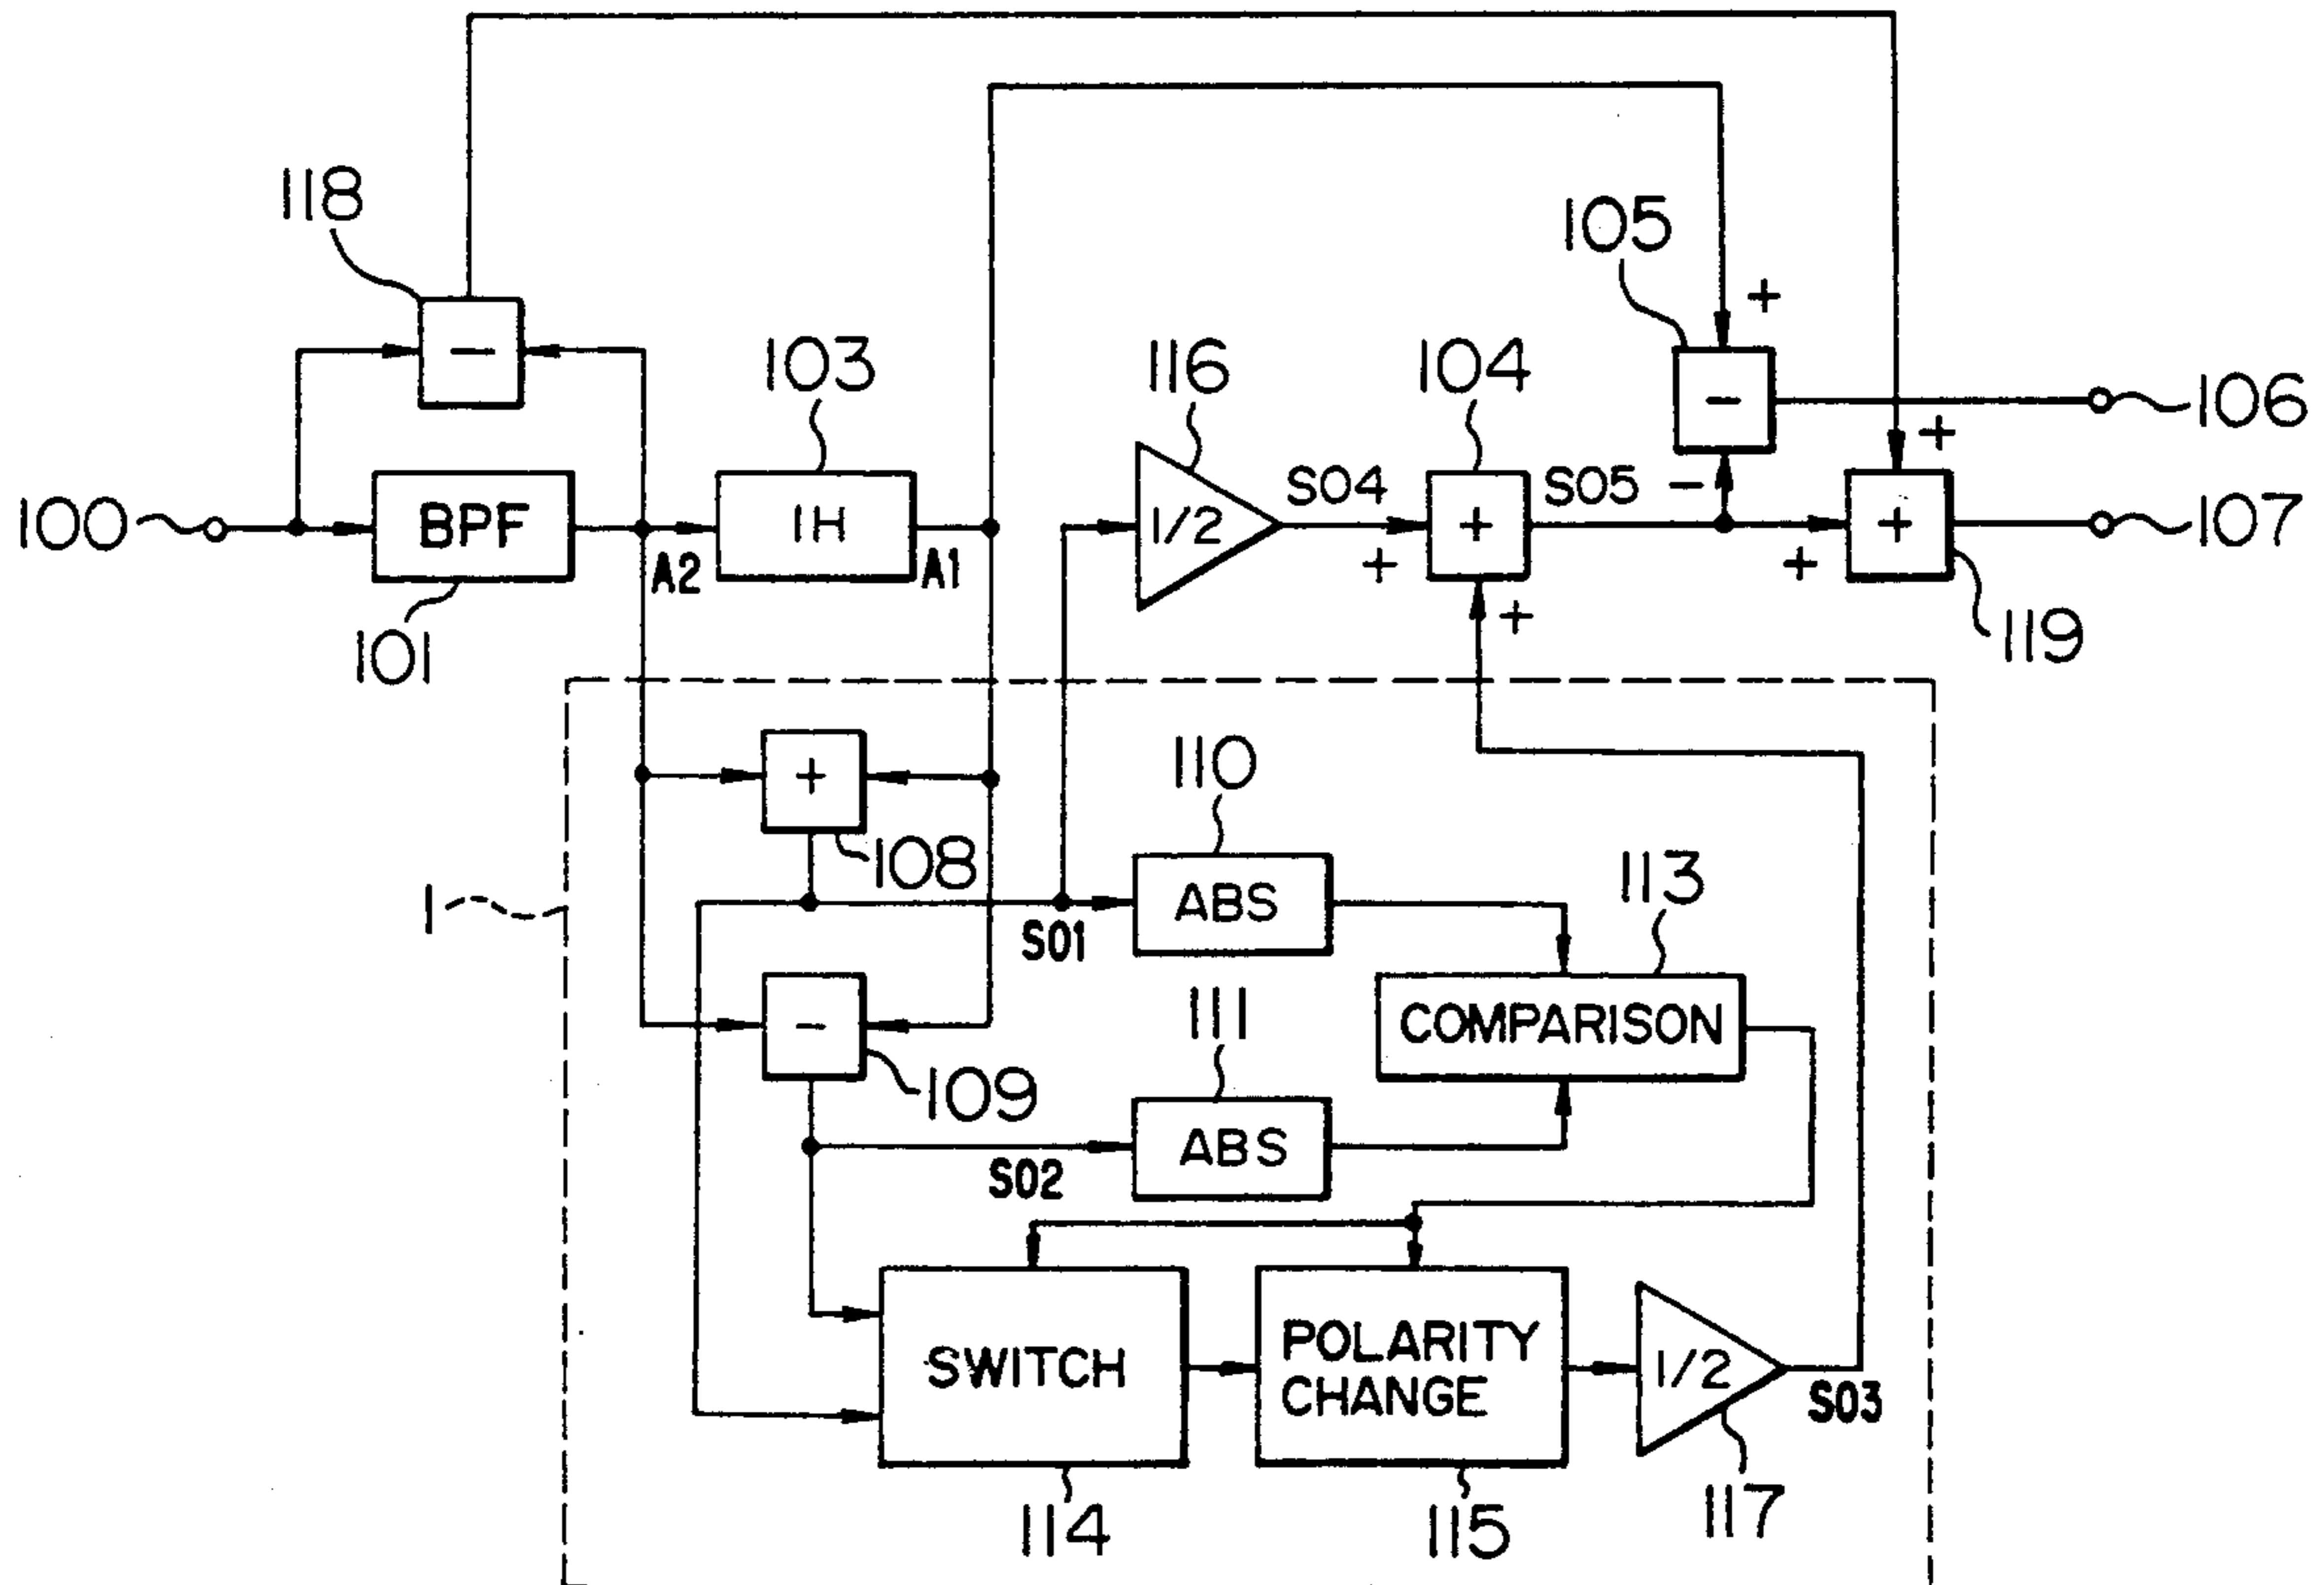 118
103
116
104
105
106
100
BPF
1H
1/2
S04
+
S05
+
107
A2
A1
101
119
+
-
+
+
-
-
+
+
+
108
110
1
ABS
113
S01
-
109
111
COMPARISON
ABS
S02
SWITCH
POLARITY
CHANGE
1/2
S03
114
115
117